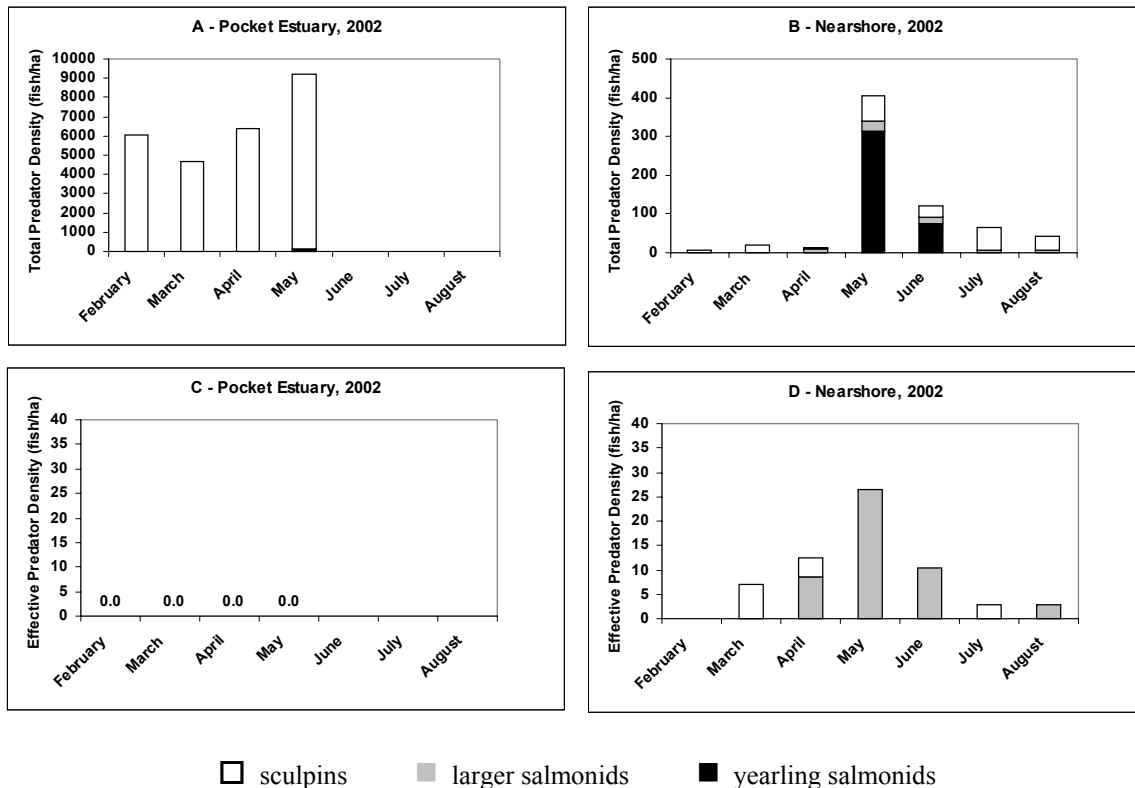 A - Pocket Estuary, 2002
Total Predator Density (fish/ha)
10000
9000
8000
7000
6000
5000
4000
3000
2000
1000
0
February
March
April
May
June
July
August
B - Nearshore, 2002
Total Predator Density (fish/ha)
500
400
300
200
100
0
February
March
April
May
June
July
August
C - Pocket Estuary, 2002
Effective Predator Density (fish/ha)
40
35
30
25
20
15
10
5
0
0.0 0.0 0.0 0.0
February
March
April
May
June
July
August
D - Nearshore, 2002
Effective Predator Density (fish/ha)
40
35
30
25
20
15
10
5
0
February
March
April
May
June
July
August
sculpins larger salmonids yearling salmonids